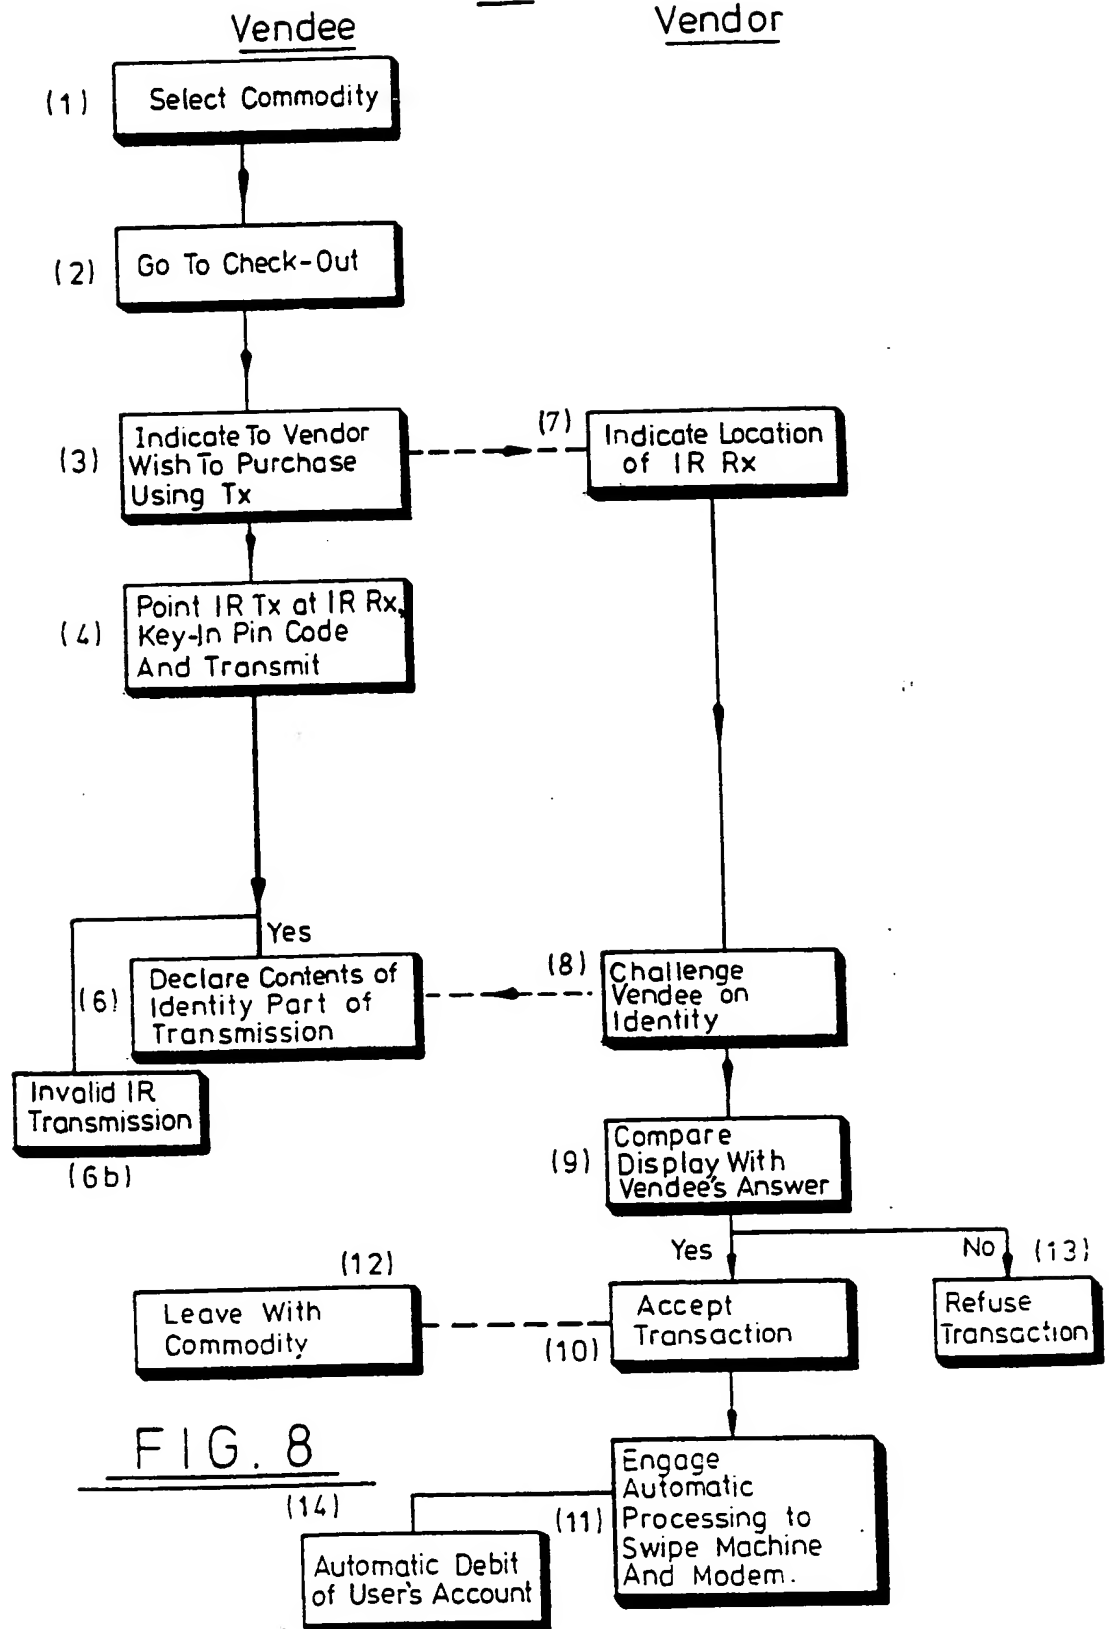 Vendee
Vendor
(1)
Select Commodity
(2)
Go To Check-Out
(3)
Indicate To Vendor
Wish To Purchase
Using Tx
(7)
Indicate Location
of IR Rx
(4)
Point IR Tx at IR Rx,
Key-In Pin Code
And Transmit
Yes
(6)
Declare Contents of
Identity Part of
Transmission
(8)
Challenge
Vendee on
Identity
Invalid IR
Transmission
(6b)
(9)
Compare
Display With
Vendee's Answer
Yes
No
(13)
(12)
Leave With
Commodity
Accept
Transaction
(10)
Refuse
Transaction
FIG. 8
(14)
Automatic Debit
of User's Account
(11)
Engage
Automatic
Processing to
Swipe Machine
And Modem.